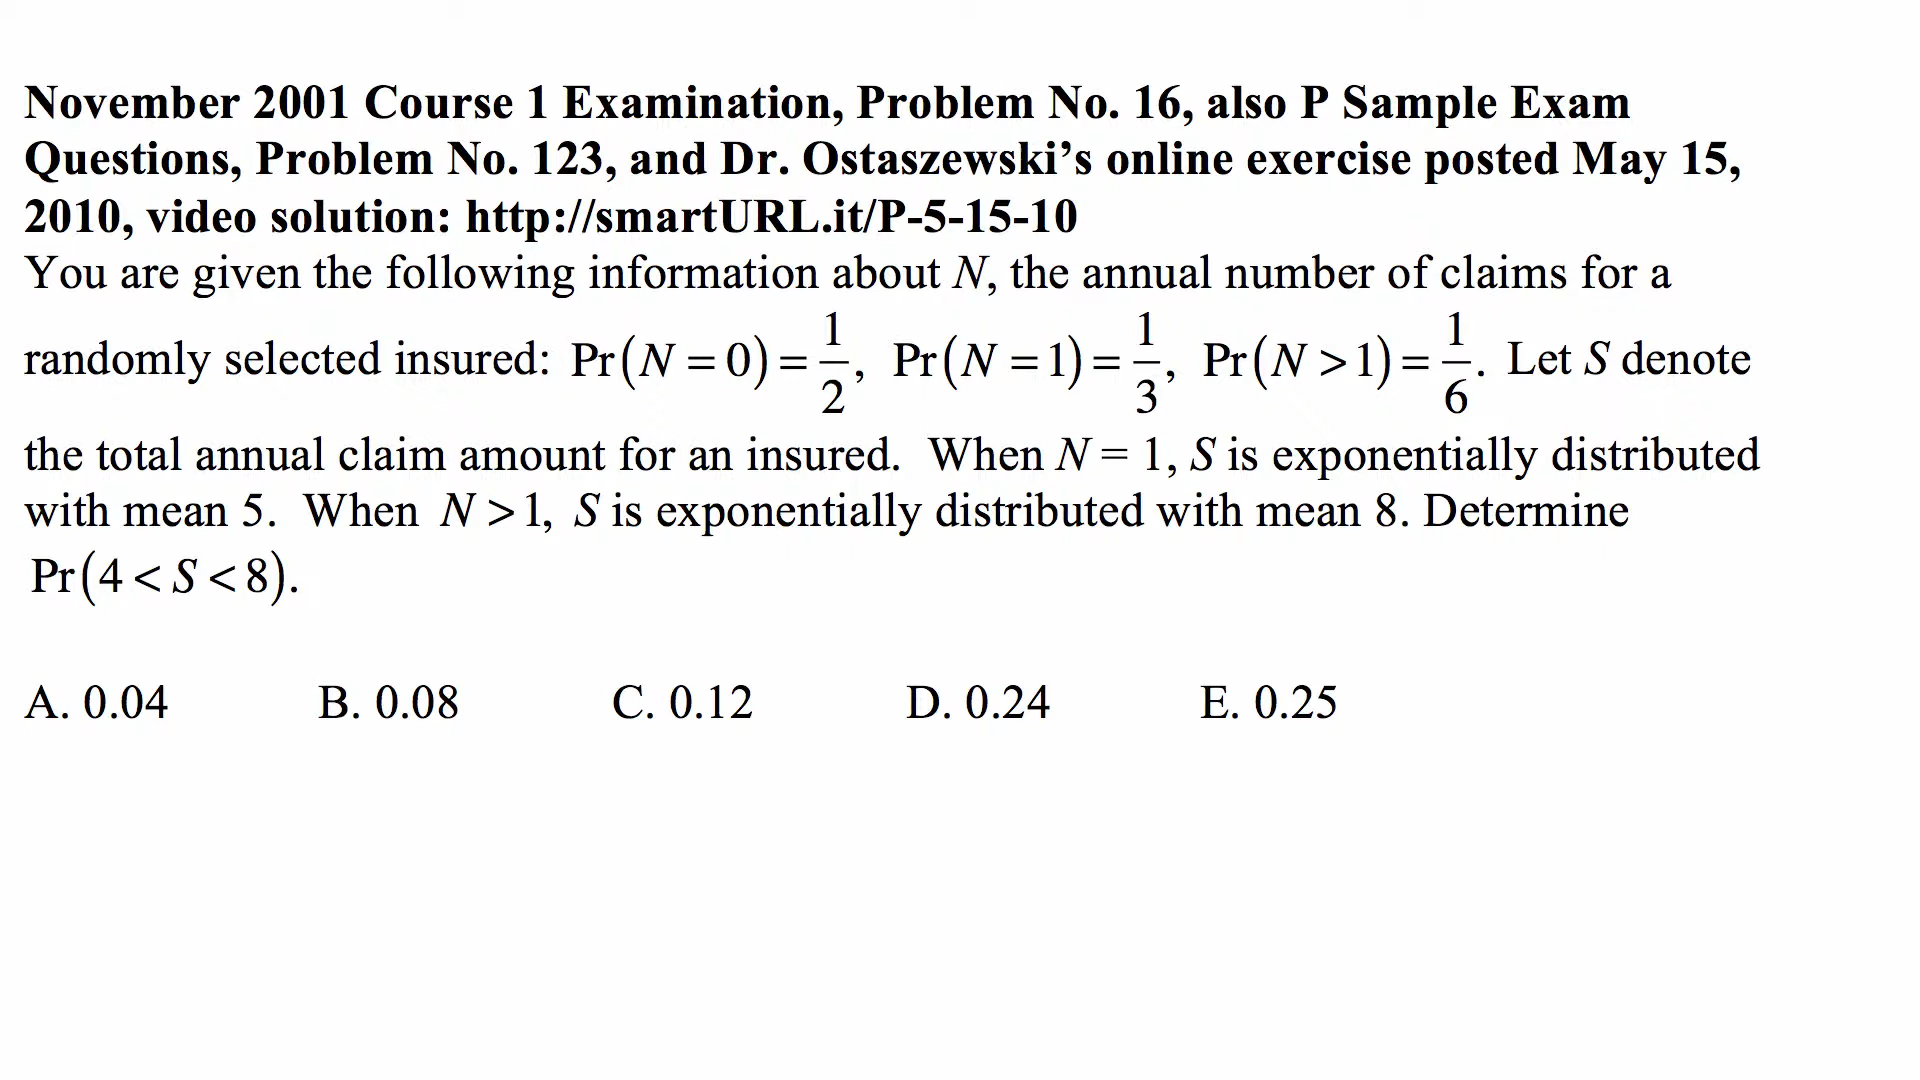 November 2001 Course 1 Examination, Problem No. 16, also P Sample Exam
Questions, Problem No. 123, and Dr. Ostaszewski’s online exercise posted May 15,
2010, video solution: http://smartURL.it/P-5-15-10
You are given the following information about N, the annual number of claims for a
randomly selected insured: Pr(N = 0) = 1/2, Pr(N = 1) = 1/3, Pr(N > 1) = 1/6. Let S denote
the total annual claim amount for an insured. When N = 1, S is exponentially distributed
with mean 5. When N > 1, S is exponentially distributed with mean 8. Determine
Pr(4 < S < 8).
A. 0.04 B. 0.08 C. 0.12 D. 0.24 E. 0.25